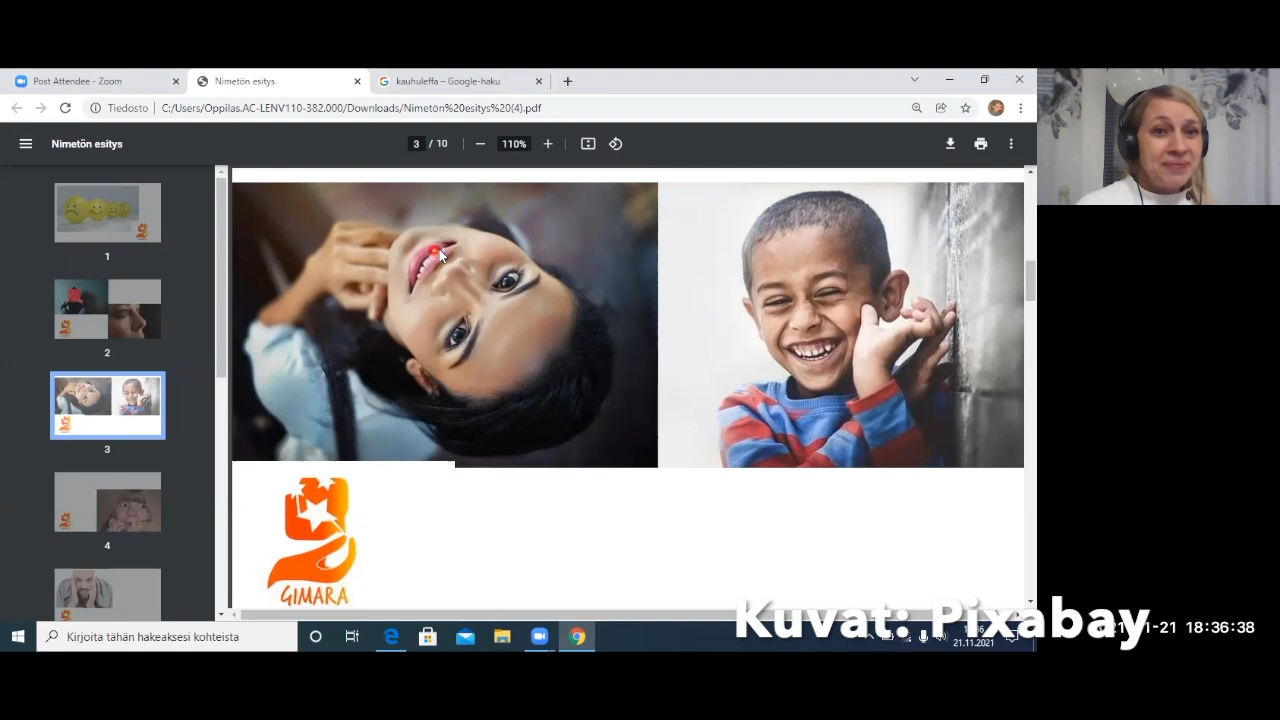 Post Attendee - Zoom
Nimetön esitys
kauhuleffa – Google-haku
Tiedosto
C:/Users/Oppilas.AC-LENV110-382.000/Downloads/Nimetön%20esitys%20(4).pdf
Nimetön esitys
3 / 10
110%
1
2
3
4
GIMARA
Kuvat: Pixabay
Kirjoita tähän hakeaksesi kohteista
21.11.2021
18:36:38